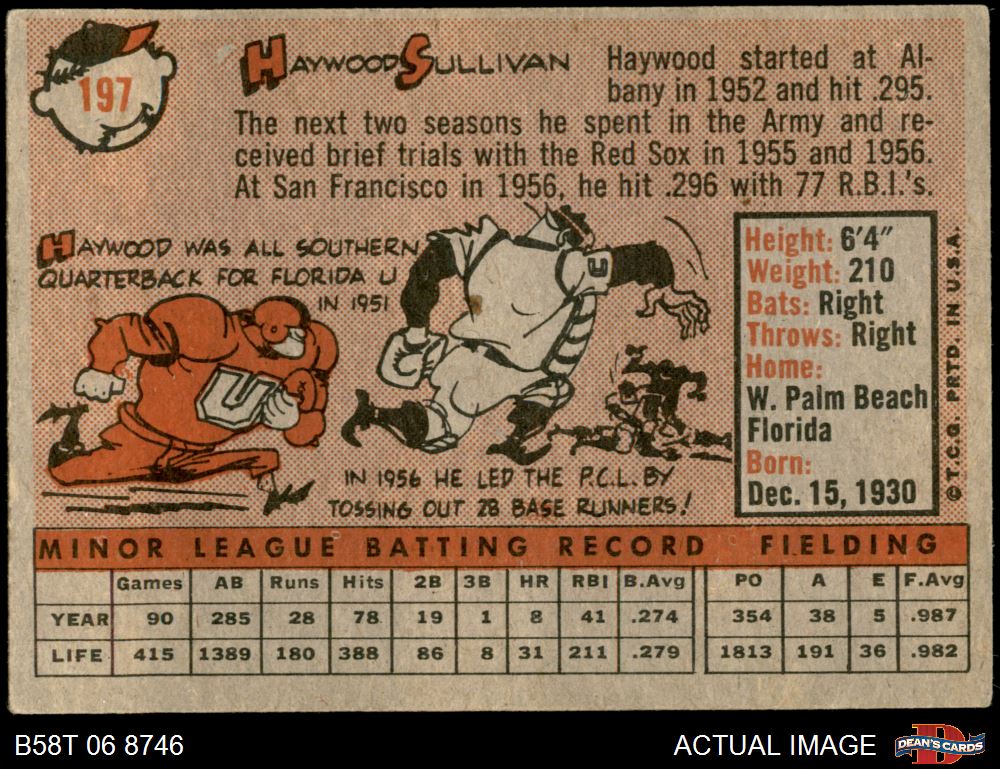 197
HAYWOOD SULLIVAN
Haywood started at Al-
bany in 1952 and hit .295.
The next two seasons he spent in the Army and re-
ceived brief trials with the Red Sox in 1955 and 1956.
At San Francisco in 1956, he hit .296 with 77 R.B.I.'s.
HAYWOOD WAS ALL SOUTHERN
QUARTERBACK FOR FLORIDA U
IN 1951
U
IN 1956 HE LED THE P.C.L. BY
TOSSING OUT 28 BASE RUNNERS!
Height: 6'4"
Weight: 210
Bats: Right
Throws: Right
Home:
W. Palm Beach
Florida
Born:
Dec. 15, 1930
© T.C.G. PRTD. IN U.S.A.
MINOR LEAGUE BATTING RECORD FIELDING
Games AB Runs Hits 2B 3B HR RBI B.Avg PO A E F.Avg
YEAR 90 285 28 78 19 1 8 41 .274 354 38 5 .987
LIFE 415 1389 180 388 86 8 31 211 .279 1813 191 36 .982
B58T 06 8746
ACTUAL IMAGE
DEAN'S CARDS